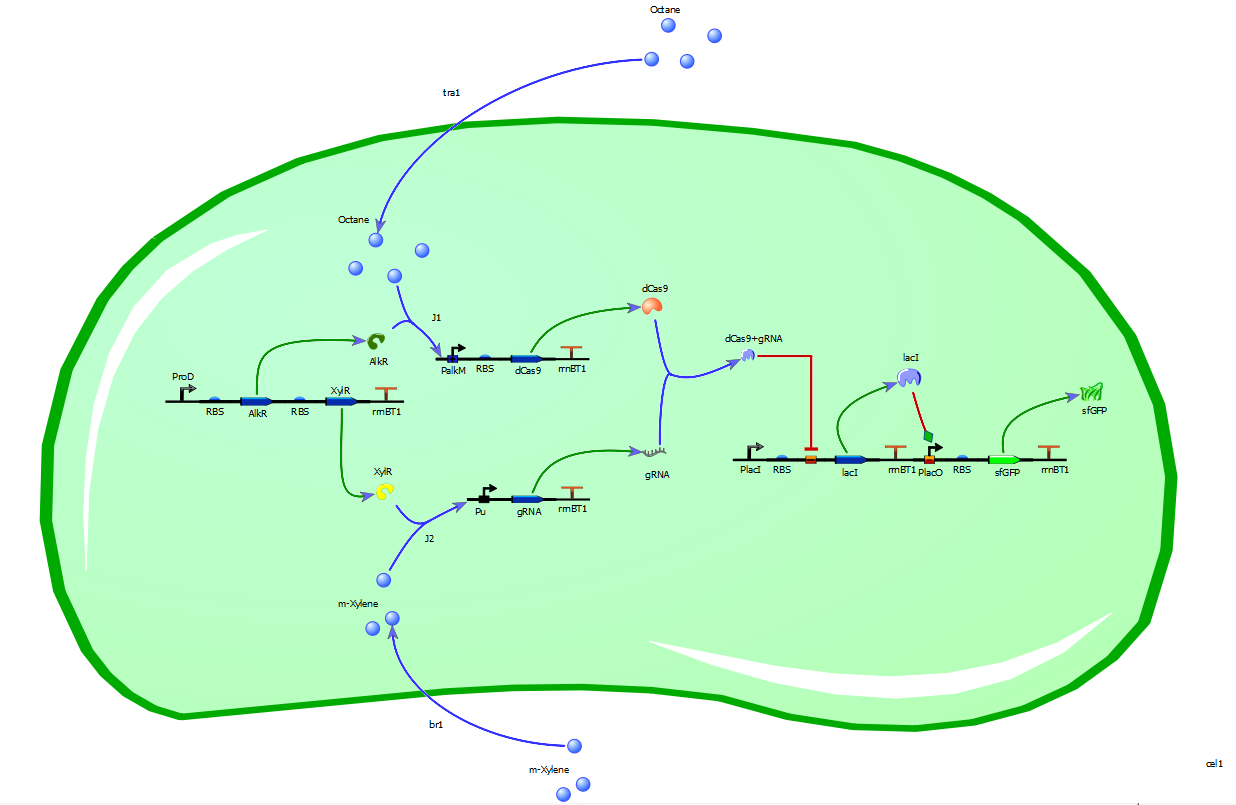 Octane
tra1
Octane
dCas9
J1
dCas9+gRNA
AlkR
PalkM
RBS
dCas9
rrnBT1
lacI
ProD
XylR
RBS
AlkR
RBS
rrnBT1
sfGFP
XylR
gRNA
PlacI
RBS
lacI
rrnBT1
PlacO
RBS
sfGFP
rrnBT1
Pu
gRNA
rrnBT1
J2
m-Xylene
br1
m-Xylene
cel1